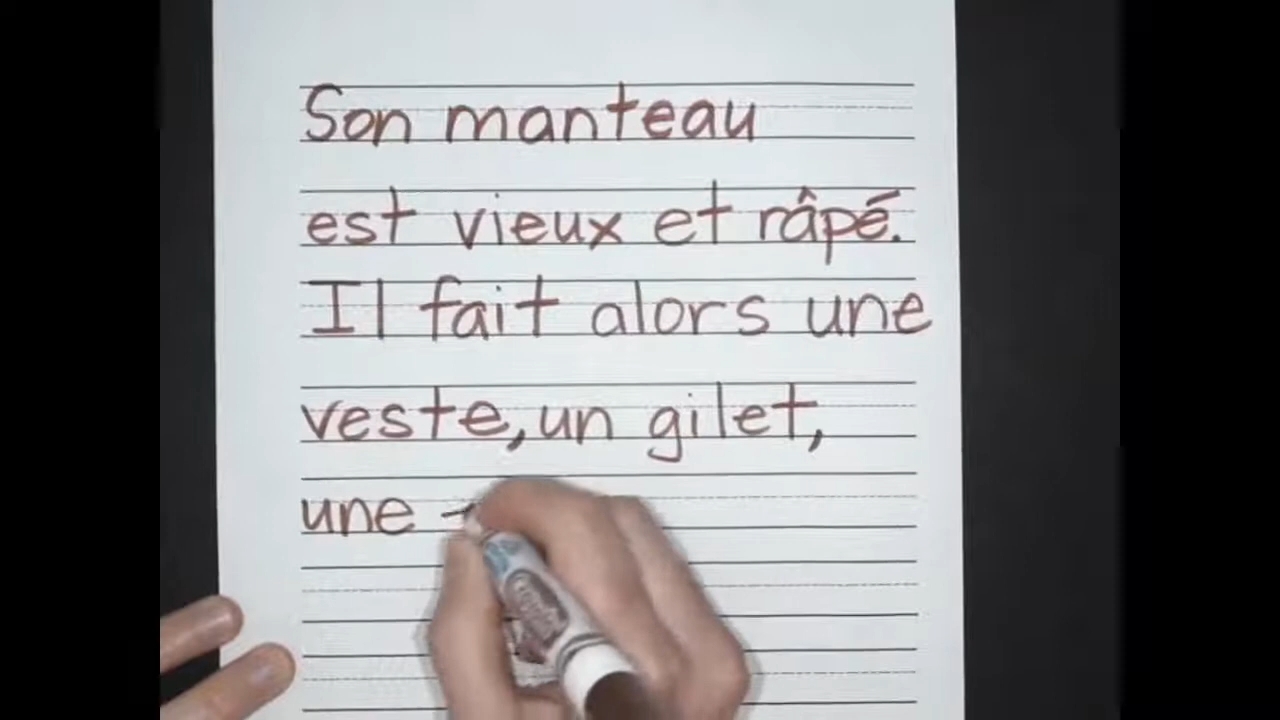 Son manteau
est vieux et râpé.
Il fait alors une
veste, un gilet,
une